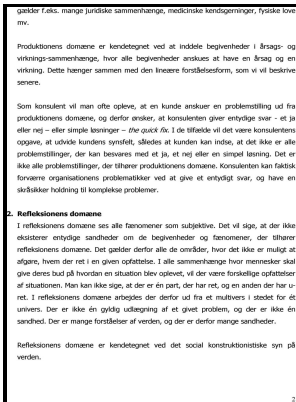 gælder f.eks. mange juridiske sammenhænge, medicinske kendsgerninger, fysiske love
mv.
Produktionens domæne er kendetegnet ved at inddele begivenheder i årsags- og
virknings-sammenhænge, hvor alle begivenheder anskues at have en årsag og en
virkning. Dette hænger sammen med den lineære forståelsesform, som vi vil beskrive
senere.
Som konsulent vil man ofte opleve, at en kunde anskuer en problemstilling ud fra
produktionens domæne, og derfor ønsker, at konsulenten giver entydige svar - et ja
eller nej – eller simple løsninger – the quick fix. I de tilfælde vil det være konsulentens
opgave, at udvide kundens synsfelt, således at kunden kan indse, at det ikke er alle
problemstillinger, der kan besvares med et ja, et nej eller en simpel løsning. Det er
ikke alle problemstillinger, der tilhører produktionens domæne. Konsulenten kan faktisk
forværre organisationens problematikker ved at give et entydigt svar, og have en
skråsikker holdning til komplekse problemer.
2. Refleksionens domæne
I refleksionens domæne ses alle fænomener som subjektive. Det vil sige, at der ikke
eksisterer entydige sandheder om de begivenheder og fænomener, der tilhører
refleksionens domæne. Det gælder derfor alle de områder, hvor det ikke er muligt at
afgøre, hvem der har ret i en given opfattelse. I alle sammenhænge hvor mennesker skal
give deres bud på hvordan en situation blev oplevet, vil der være forskellige opfattelser
af situationen. Man kan ikke sige, at der er én part, der har ret, og en anden der har u-
ret. I refleksionens domæne arbejdes der derfor ud fra et multivers i stedet for ét
univers. Der er ikke én gyldig udlægning af et givet problem, og der er ikke én
sandhed. Der er mange forståelser af verden, og der er derfor mange sandheder.
Refleksionens domæne er kendetegnet ved det social konstruktionistiske syn på
verden.
2